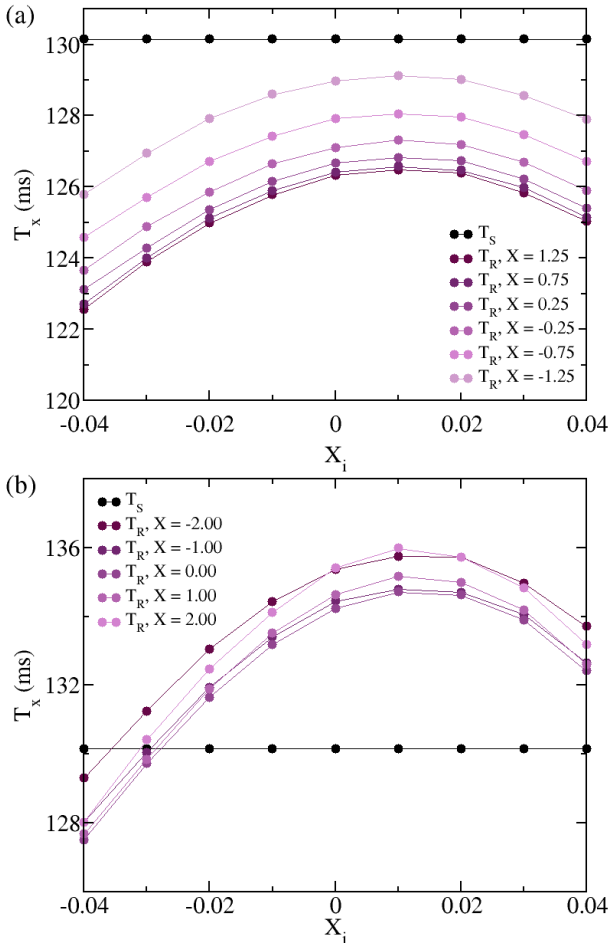 (a)
130
128
126
124
122
120
T_x (ms)
T_S
T_R, X = 1.25
T_R, X = 0.75
T_R, X = 0.25
T_R, X = -0.25
T_R, X = -0.75
T_R, X = -1.25
-0.04 -0.02 0 0.02 0.04
X_i
(b)
136
132
128
T_x (ms)
T_S
T_R, X = -2.00
T_R, X = -1.00
T_R, X = 0.00
T_R, X = 1.00
T_R, X = 2.00
-0.04 -0.02 0 0.02 0.04
X_i